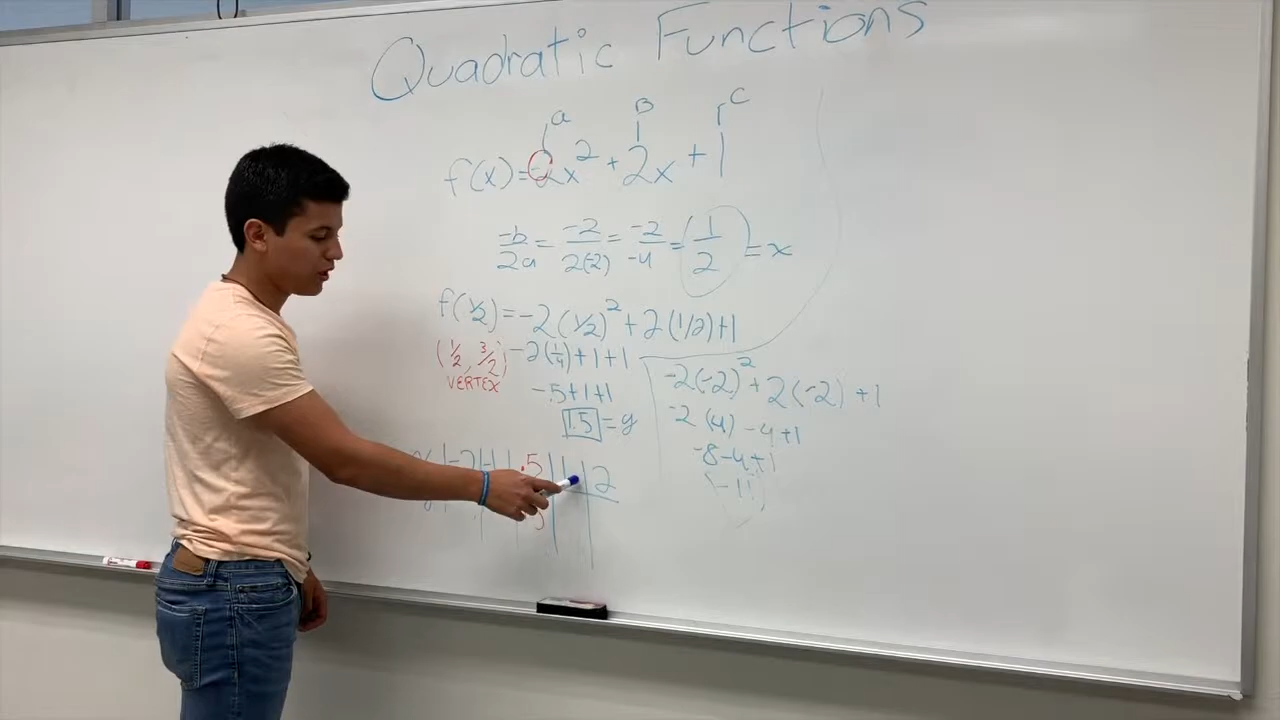 Quadratic Functions
a B C
f(x)=-2x² + 2x + 1
-b/2a = -2/2(-2) = -2/-4 = (1/2) = x
f(1/2) = -2(1/2)² + 2(1/2)+1
(1/2, 3/2) -2(1/4)+1+1
VERTEX
-.5+1+1
1.5 = y
-2(-2)² + 2(-2) +1
-2(4) -4+1
-8-4+1
(-11)
-2 -1 .5 1 2